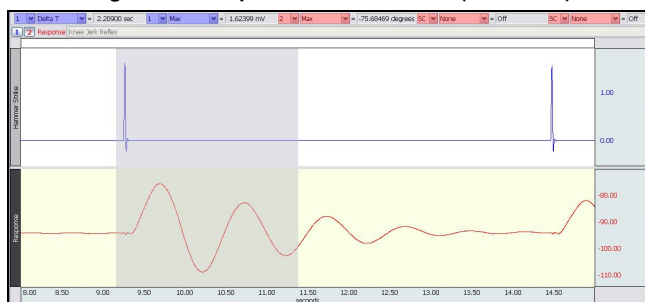 1 Delta T = 2.20900 sec 1 Max = 1.62399 mV 2 Max = -75.68469 degrees SC None = Off SC None = Off
1 2 Response Knee Jerk Reflex
Hammer Strike
1.00
0.00
Response
-80.00
-90.00
-100.00
-110.00
8.00 8.50 9.00 9.50 10.00 10.50 11.00 11.50 12.00 12.50 13.00 13.50 14.00 14.50
seconds